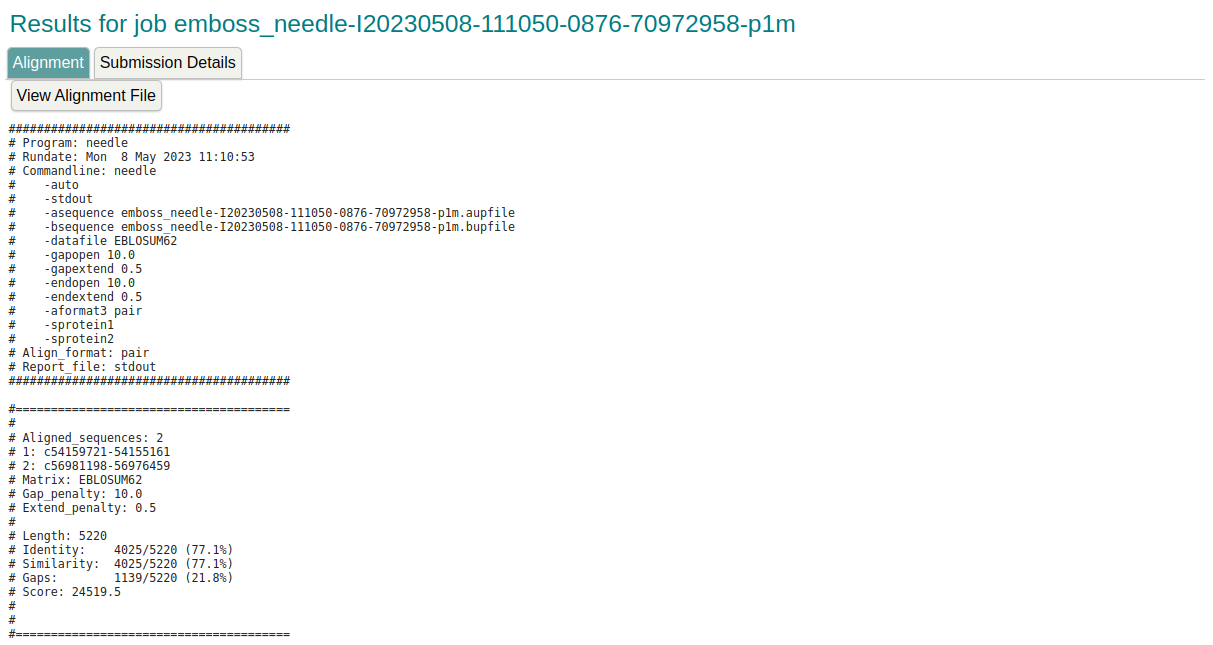 Results for job emboss_needle-I20230508-111050-0876-70972958-p1m
Alignment Submission Details
View Alignment File
########################################
# Program: needle
# Rundate: Mon  8 May 2023 11:10:53
# Commandline: needle
#    -auto
#    -stdout
#    -asequence emboss_needle-I20230508-111050-0876-70972958-p1m.aupfile
#    -bsequence emboss_needle-I20230508-111050-0876-70972958-p1m.bupfile
#    -datafile EBLOSUM62
#    -gapopen 10.0
#    -gapextend 0.5
#    -endopen 10.0
#    -endextend 0.5
#    -aformat3 pair
#    -sprotein1
#    -sprotein2
# Align_format: pair
# Report_file: stdout
########################################
#=======================================
#
# Aligned_sequences: 2
# 1: c54159721-54155161
# 2: c56981198-56976459
# Matrix: EBLOSUM62
# Gap_penalty: 10.0
# Extend_penalty: 0.5
#
# Length: 5220
# Identity:    4025/5220 (77.1%)
# Similarity:  4025/5220 (77.1%)
# Gaps:        1139/5220 (21.8%)
# Score: 24519.5
#
#
#=======================================